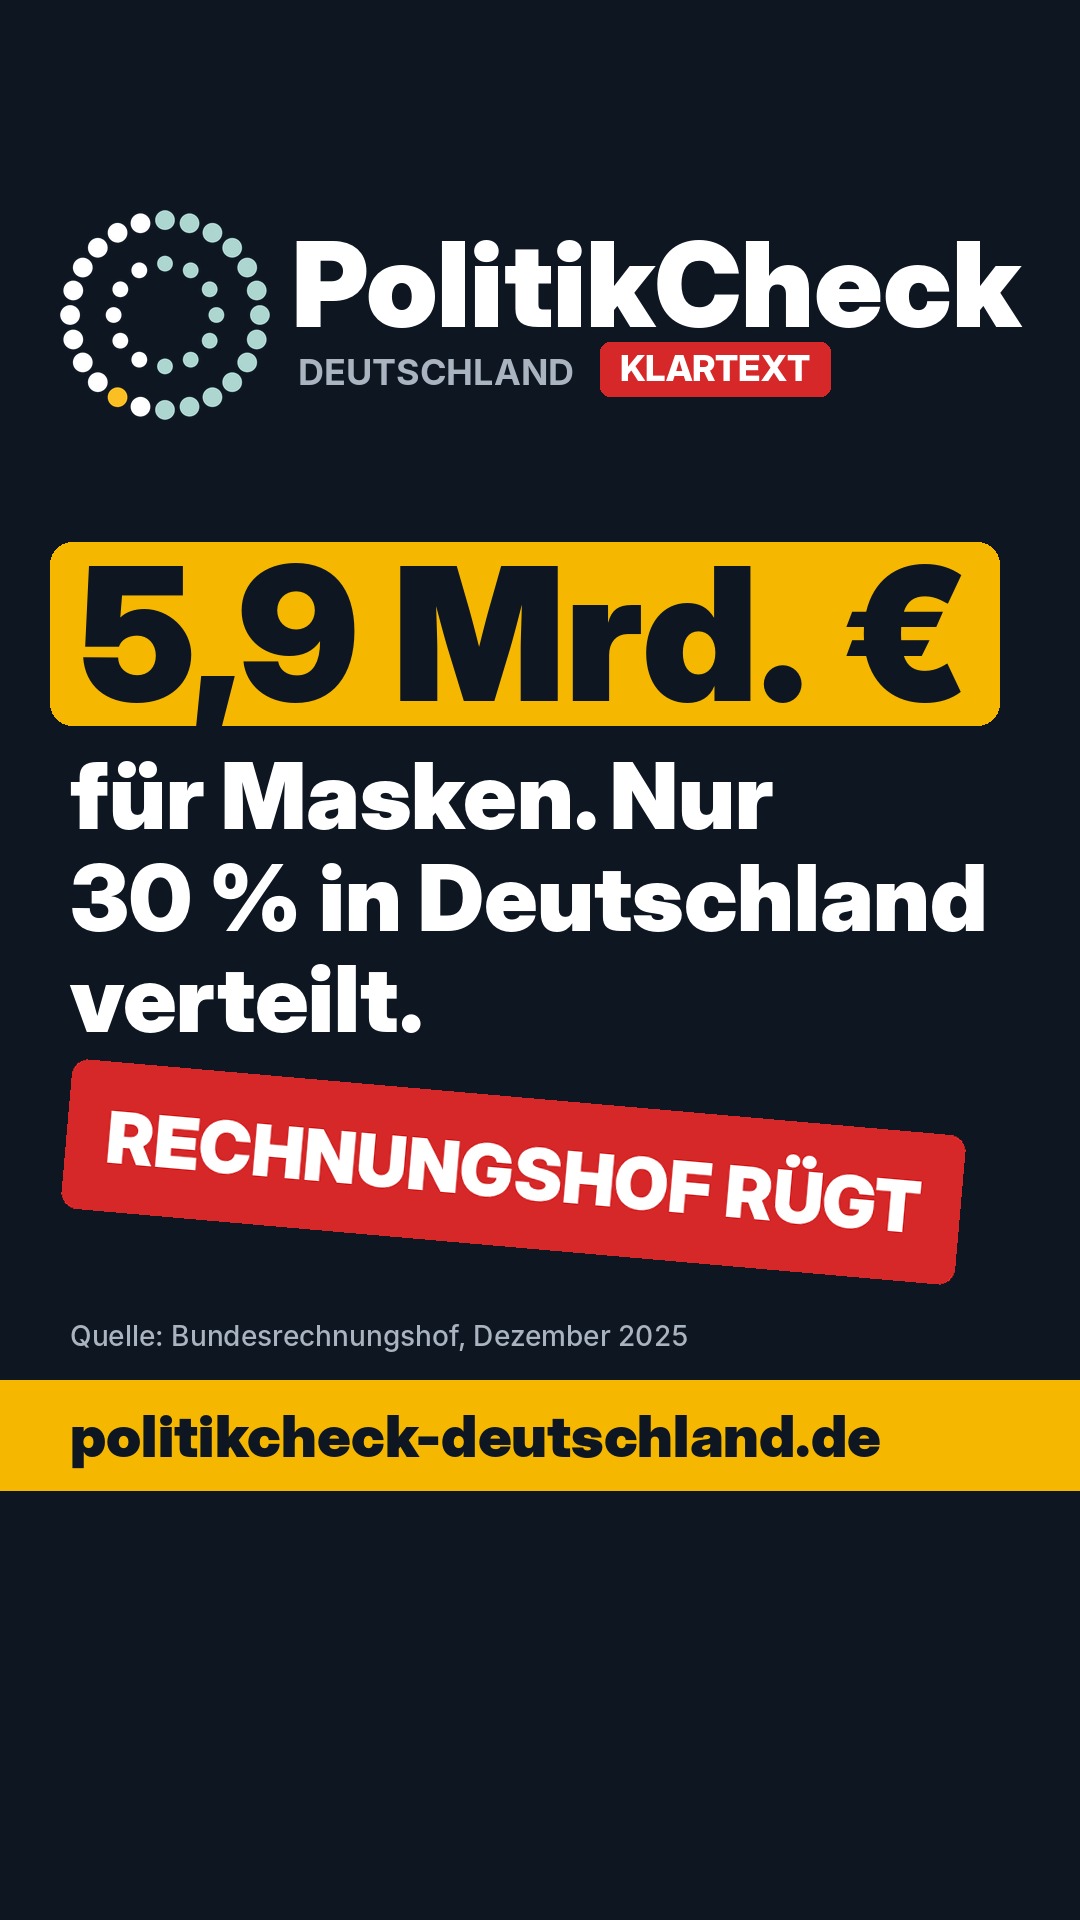 PolitikCheck
DEUTSCHLAND KLARTEXT
5,9 Mrd. €
für Masken. Nur
30 % in Deutschland
verteilt.
RECHNUNGSHOF RÜGT
Quelle: Bundesrechnungshof, Dezember 2025
politikcheck-deutschland.de